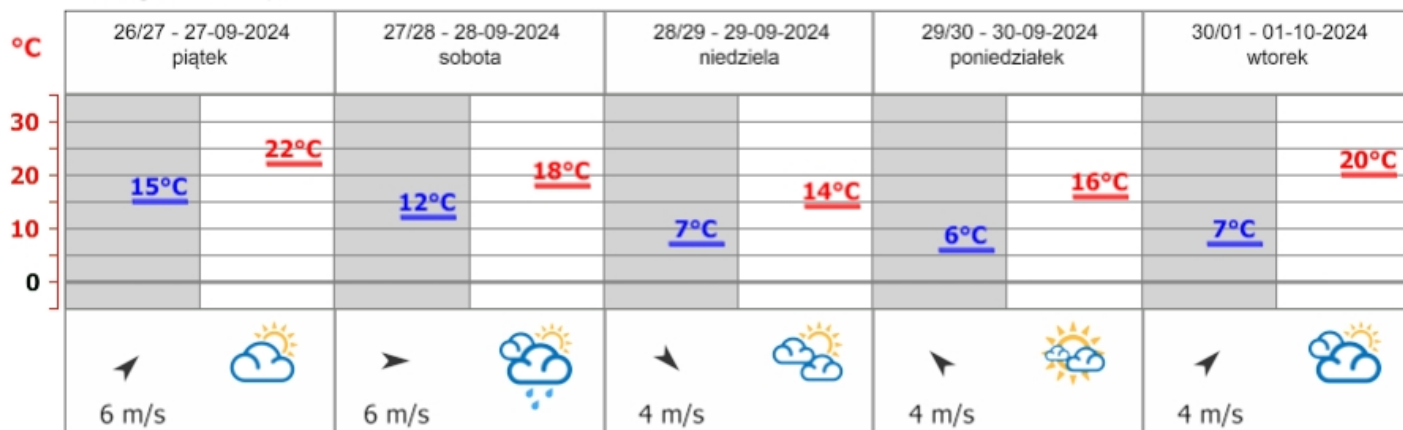 °C
26/27 - 27-09-2024
piątek
27/28 - 28-09-2024
sobota
28/29 - 29-09-2024
niedziela
29/30 - 30-09-2024
poniedziałek
30/01 - 01-10-2024
wtorek
30
20
10
0
15°C
22°C
12°C
18°C
7°C
14°C
6°C
16°C
7°C
20°C
6 m/s
6 m/s
4 m/s
4 m/s
4 m/s